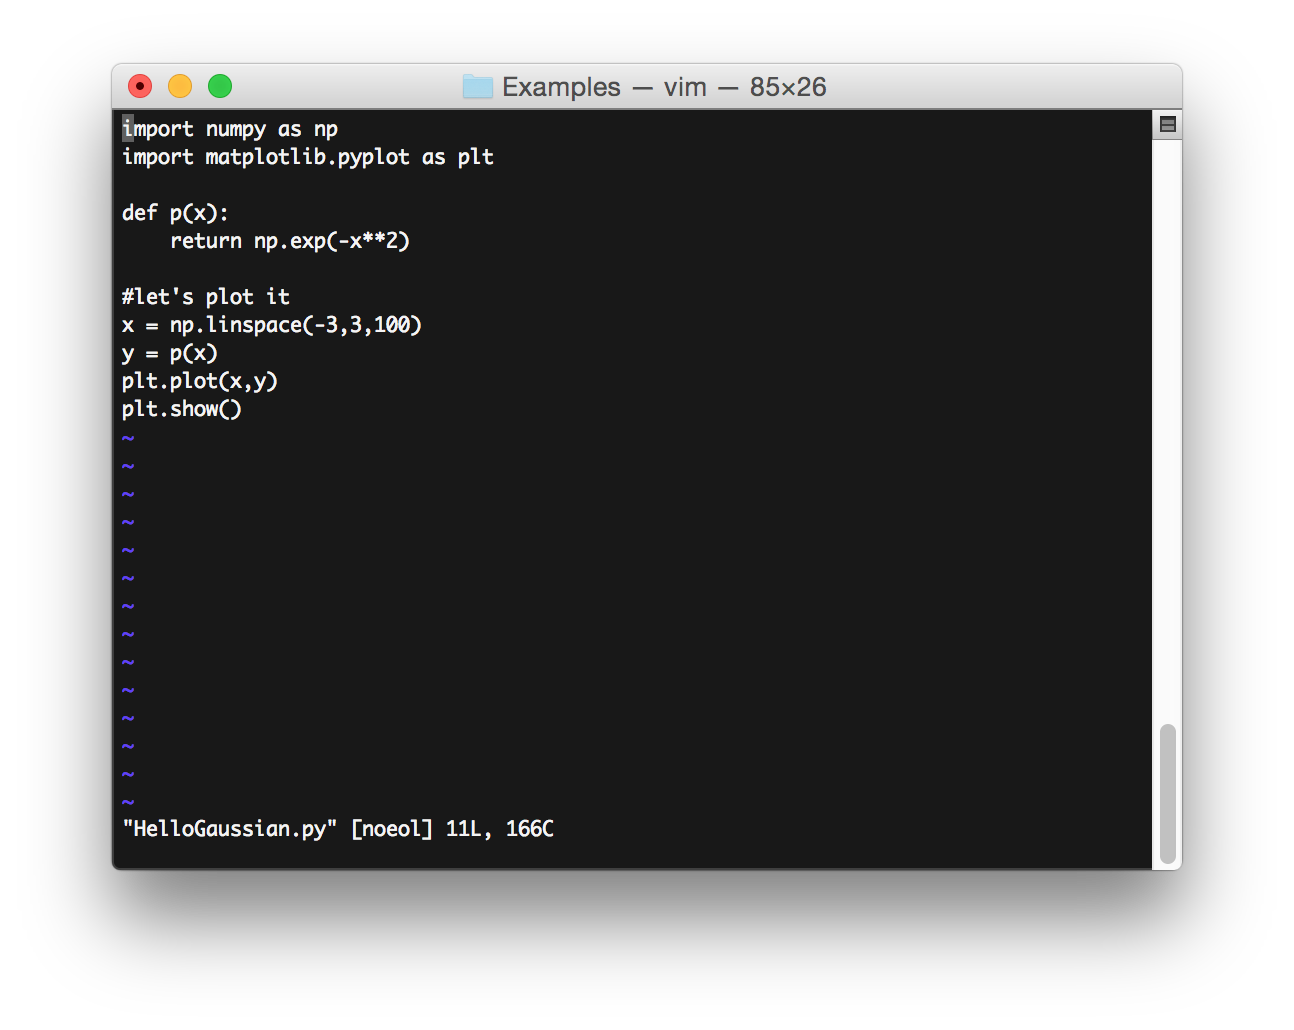 Examples — vim — 85×26
import numpy as np
import matplotlib.pyplot as plt

def p(x):
    return np.exp(-x**2)

#let's plot it
x = np.linspace(-3,3,100)
y = p(x)
plt.plot(x,y)
plt.show()
~
~
~
~
~
~
~
~
~
~
~
~
~
~
"HelloGaussian.py" [noeol] 11L, 166C